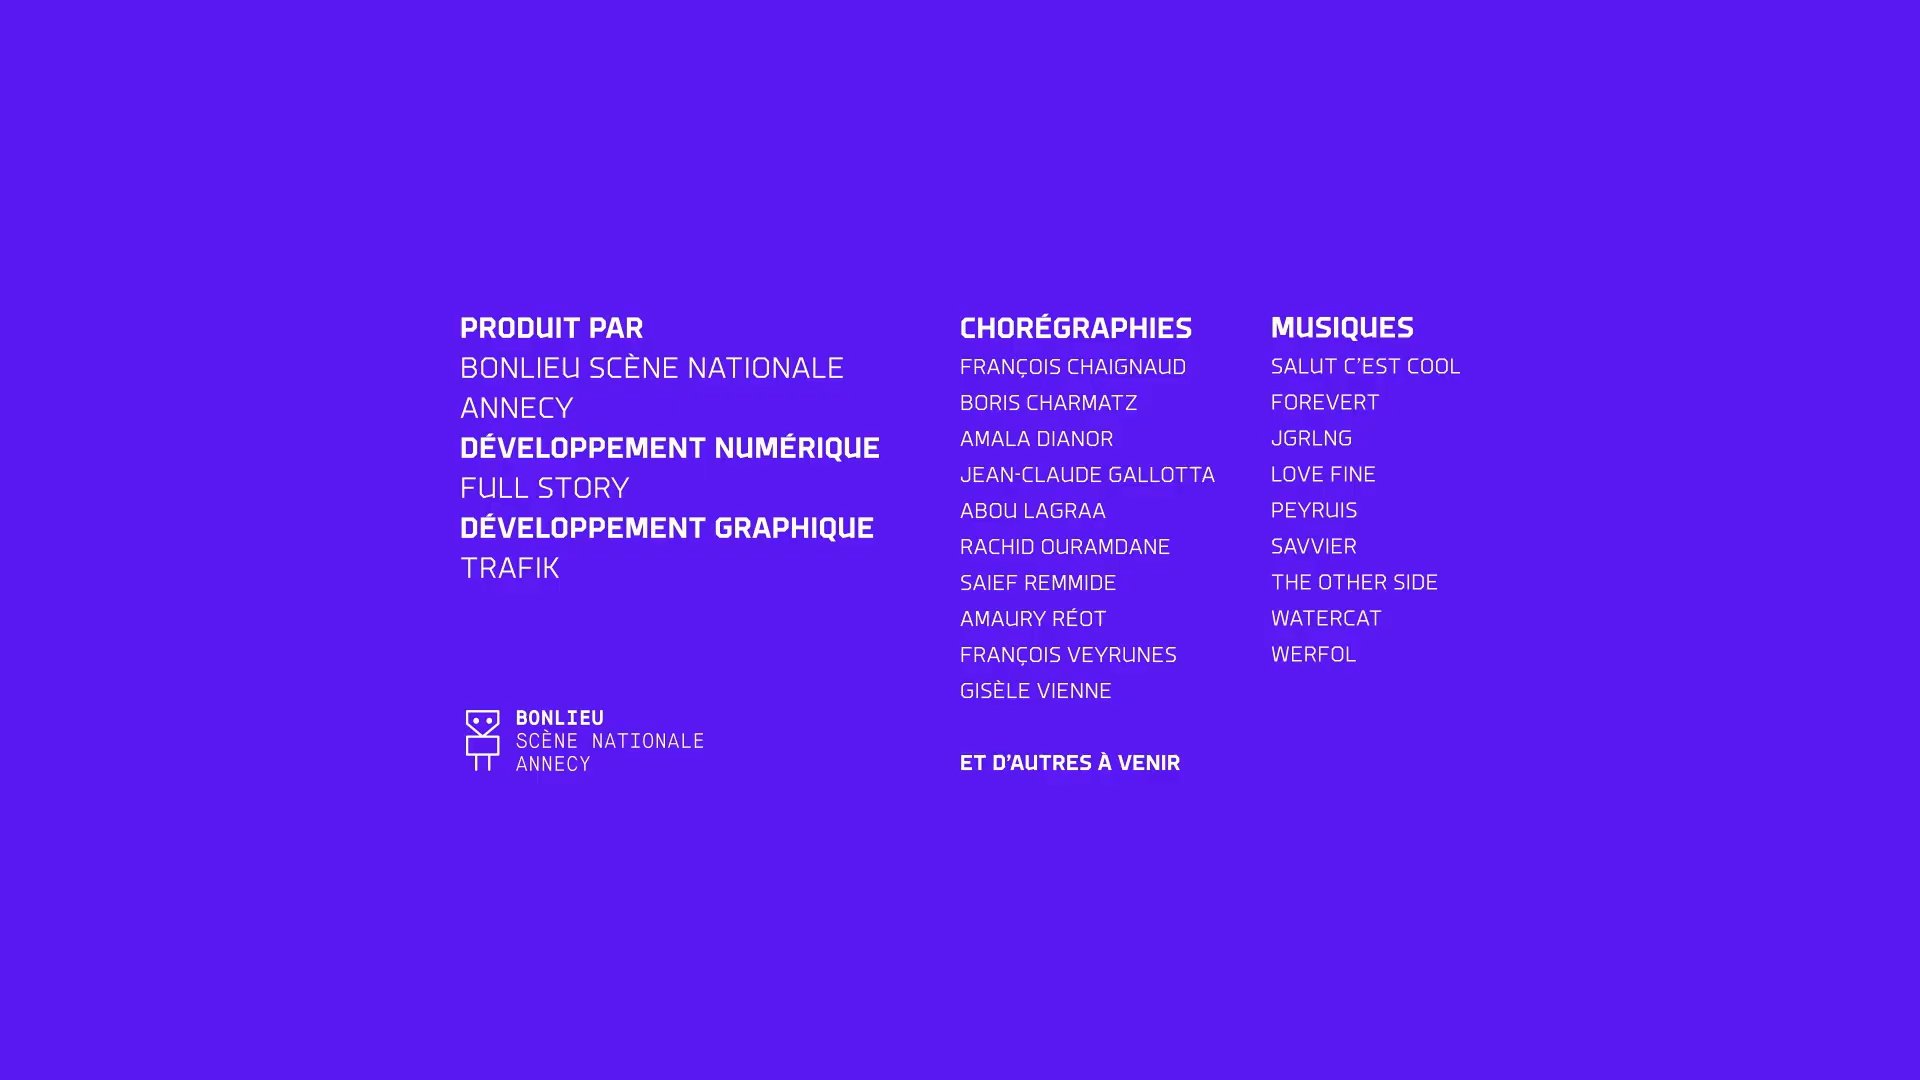 PRODUIT PAR
BONLIEU SCÈNE NATIONALE
ANNECY
DÉVELOPPEMENT NUMÉRIQUE
FULL STORY
DÉVELOPPEMENT GRAPHIQUE
TRAFIK
BONLIEU
SCÈNE NATIONALE
ANNECY
CHORÉGRAPHIES
FRANÇOIS CHAIGNAUD
BORIS CHARMATZ
AMALA DIANOR
JEAN-CLAUDE GALLOTTA
ABOU LAGRAA
RACHID OURAMDANE
SAIEF REMMIDE
AMAURY RÉOT
FRANÇOIS VEYRUNES
GISÈLE VIENNE
ET D’AUTRES À VENIR
MUSIQUES
SALUT C’EST COOL
FOREVERT
JGRLNG
LOVE FINE
PEYRUIS
SAVVIER
THE OTHER SIDE
WATERCAT
WERFOL